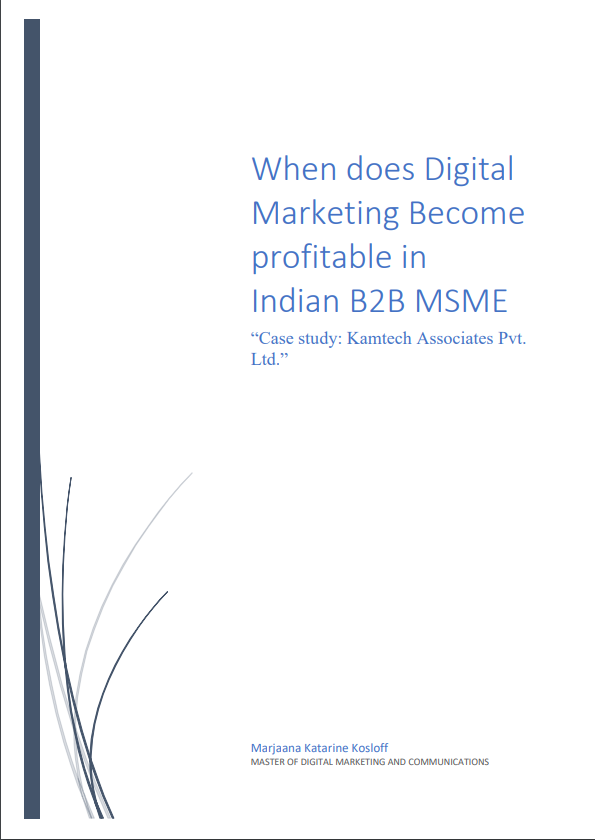 When does Digital
Marketing Become
profitable in
Indian B2B MSME
“Case study: Kamtech Associates Pvt.
Ltd.”
Marjaana Katarine Kosloff
MASTER OF DIGITAL MARKETING AND COMMUNICATIONS